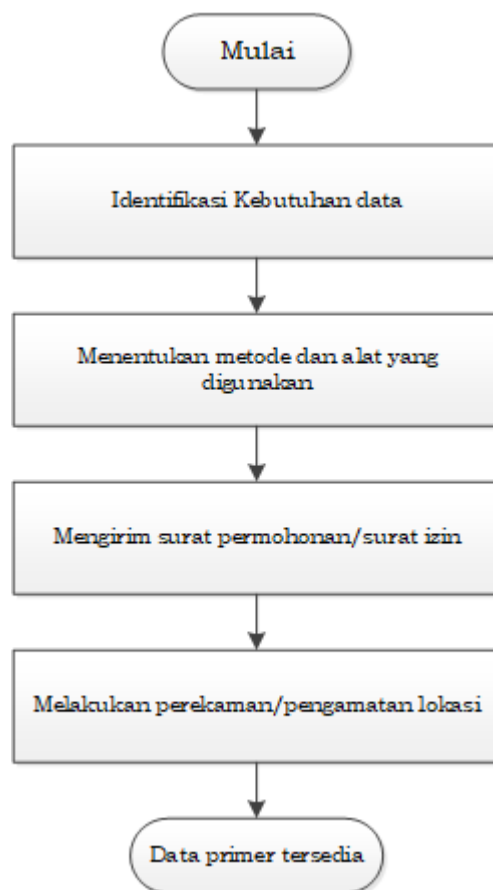 Mulai
Identifikasi Kebutuhan data
Menentukan metode dan alat yang
digunakan
Mengirim surat permohonan/surat izin
Melakukan perekaman/pengamatan lokasi
Data primer tersedia